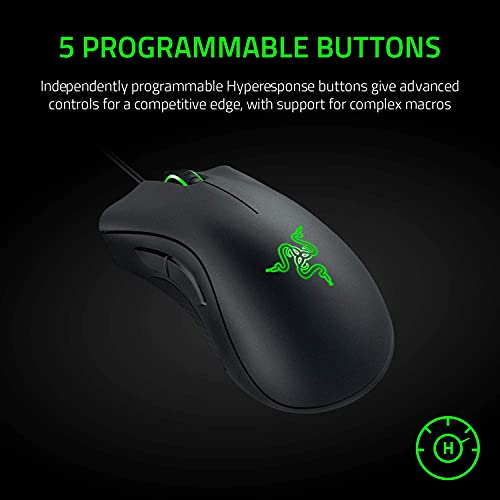 5 PROGRAMMABLE BUTTONS
Independently programmable Hyperesponse buttons give advanced
controls for a competitive edge, with support for complex macros
H